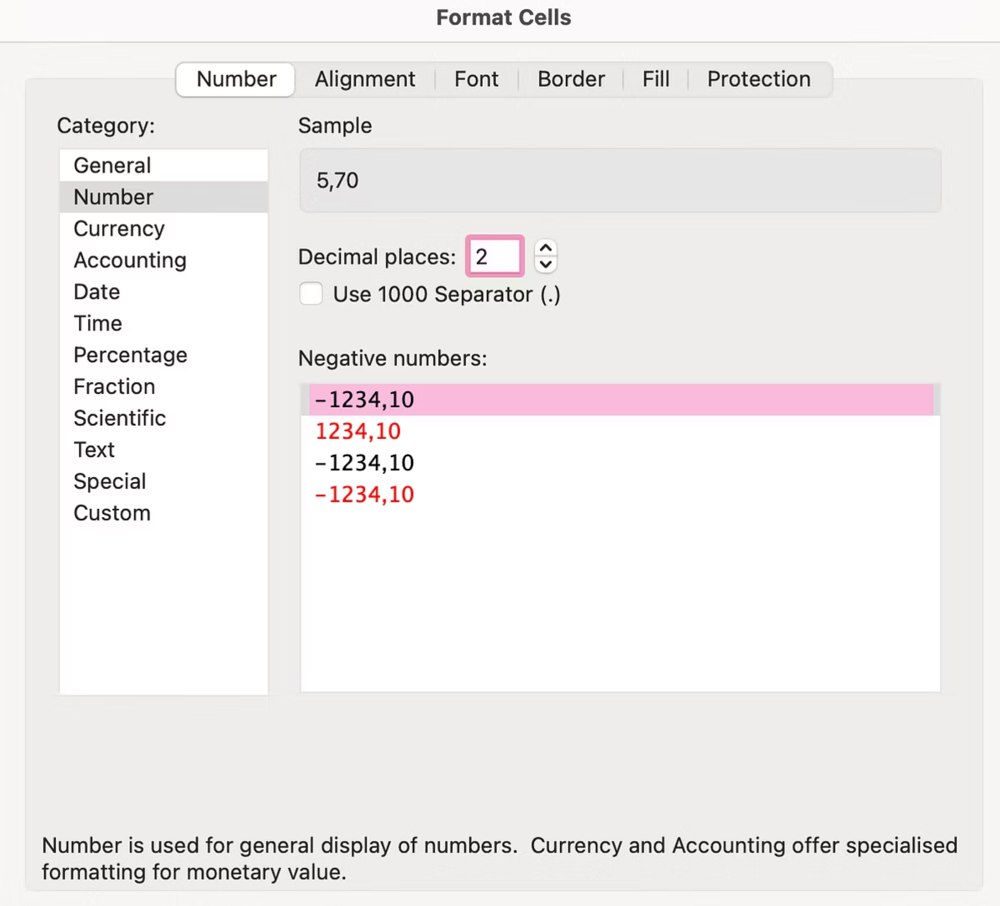 Format Cells
Number Alignment Font Border Fill Protection
Category:
General
Number
Currency
Accounting
Date
Time
Percentage
Fraction
Scientific
Text
Special
Custom
Sample
5,70
Decimal places: 2
Use 1000 Separator (.)
Negative numbers:
-1234,10
1234,10
-1234,10
-1234,10
Number is used for general display of numbers.  Currency and Accounting offer specialised
formatting for monetary value.